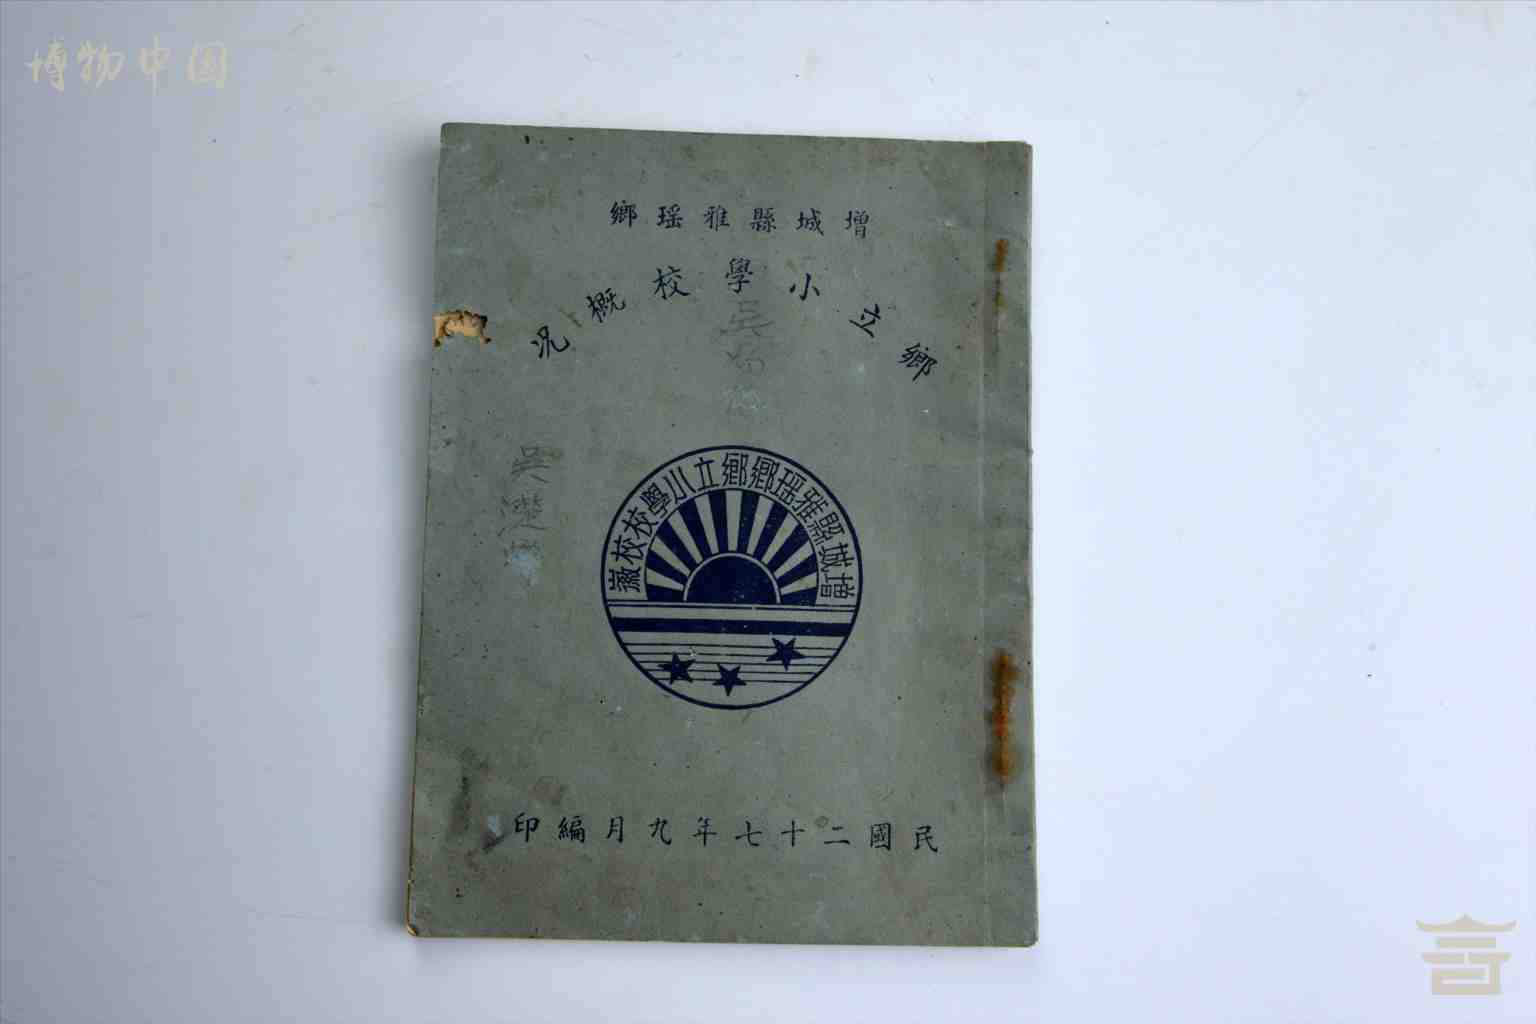 博物中国
增城縣雅瑶鄉
鄉立小學校概況
增城縣雅瑶鄉鄉立小學校校徽
民國二十七年九月編印